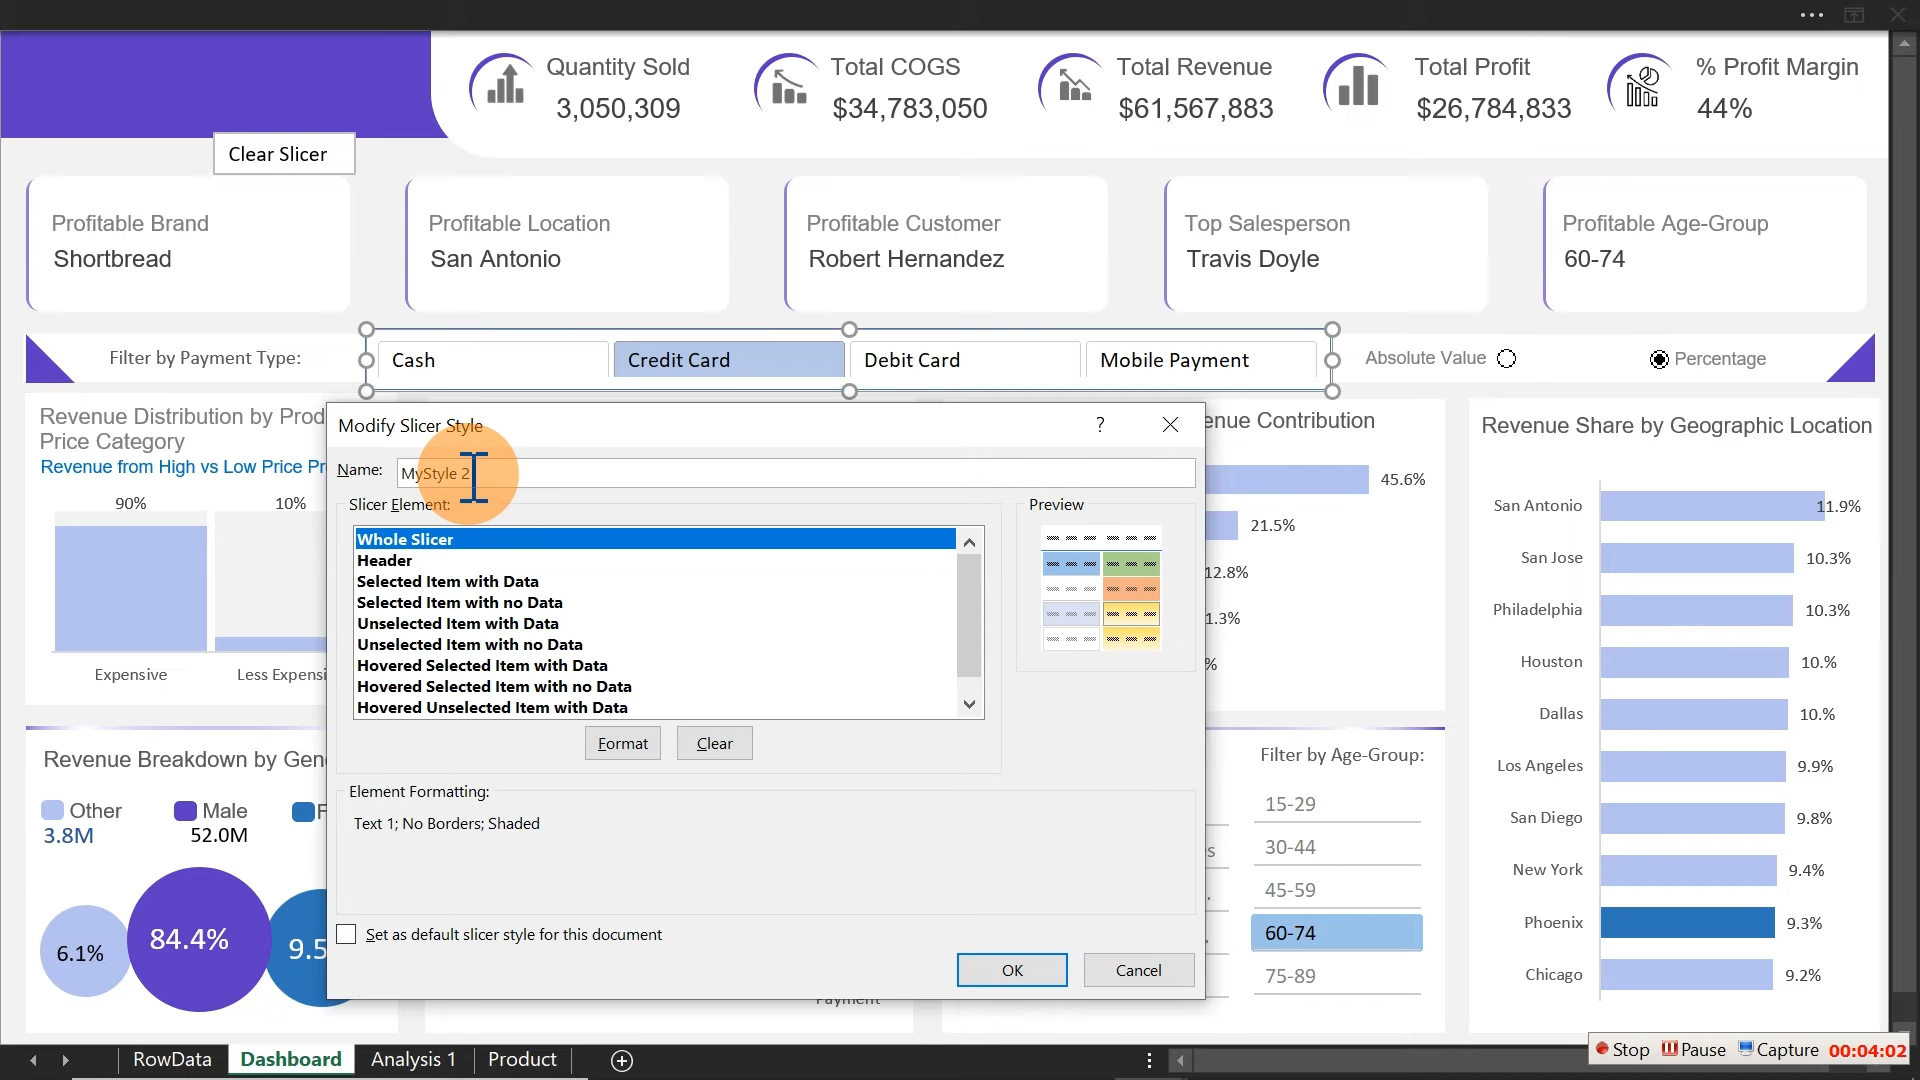 Quantity Sold
3,050,309
Total COGS
$34,783,050
Total Revenue
$61,567,883
Total Profit
$26,784,833
% Profit Margin
44%
Clear Slicer
Profitable Brand
Shortbread
Profitable Location
San Antonio
Profitable Customer
Robert Hernandez
Top Salesperson
Travis Doyle
Profitable Age-Group
60-74
Filter by Payment Type:
Cash
Credit Card
Debit Card
Mobile Payment
Absolute Value
Percentage
Revenue Distribution by Prod
Price Category
Revenue from High vs Low Price Pr
90%
10%
Expensive
Less Expensi
Modify Slicer Style
?
Name:
MyStyle 2
Slicer Element:
Whole Slicer
Header
Selected Item with Data
Selected Item with no Data
Unselected Item with Data
Unselected Item with no Data
Hovered Selected Item with Data
Hovered Selected Item with no Data
Hovered Unselected Item with Data
Format
Clear
Preview
Element Formatting:
Text 1; No Borders; Shaded
Set as default slicer style for this document
OK
Cancel
enue Contribution
45.6%
21.5%
12.8%
1.3%
%
Revenue Share by Geographic Location
San Antonio 11.9%
San Jose 10.3%
Philadelphia 10.3%
Houston 10.%
Dallas 10.%
Los Angeles 9.9%
San Diego 9.8%
New York 9.4%
Phoenix 9.3%
Chicago 9.2%
Revenue Breakdown by Gen
Other
3.8M
Male
52.0M
F
6.1%
84.4%
9.5
s
.
Payment
Filter by Age-Group:
15-29
30-44
45-59
60-74
75-89
RowData
Dashboard
Analysis 1
Product
Stop
Pause
Capture
00:04:02